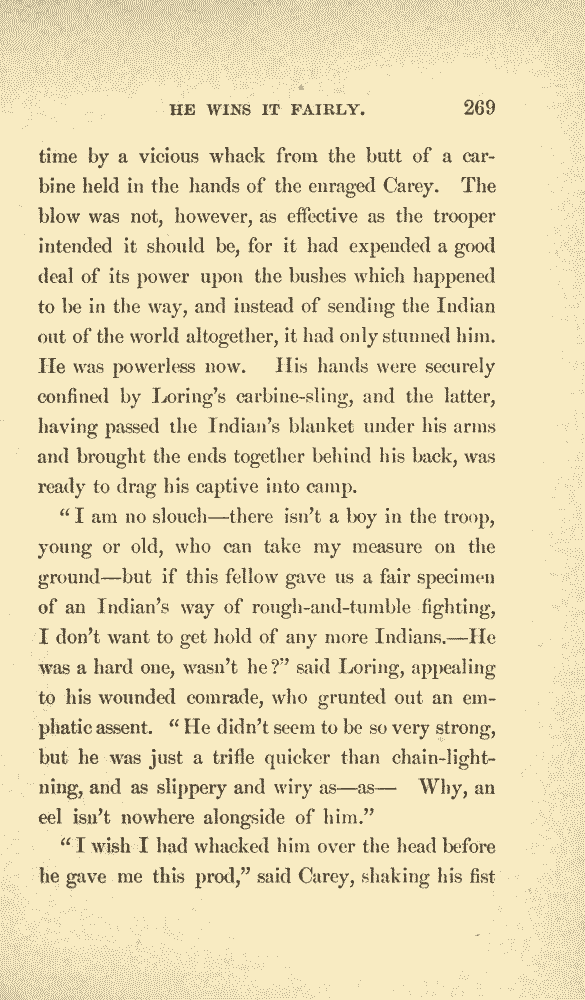 HE WINS IT FAIRLY. 269
time by a vicious whack from the butt of a car-
bine held in the hands of the enraged Carey. The
blow was not, however, as effective as the trooper
intended it should be, for it had expended a good
deal of its power upon the bushes which happened
to be in the way, and instead of sending the Indian
out of the world altogether, it had only stunned him.
He was powerless now. His hands were securely
confined by Loring's carbine-sling, and the latter,
having passed the Indian's blanket under his arms
and brought the ends together behind his back, was
ready to drag his captive into camp.
“I am no slouch—there isn't a boy in the troop,
young or old, who can take my measure on the
ground—but if this fellow gave us a fair specimen
of an Indian's way of rough-and-tumble fighting,
I don't want to get hold of any more Indians.—He
was a hard one, wasn't he?” said Loring, appealing
to his wounded comrade, who grunted out an em-
phatic assent. “He didn't seem to be so very strong,
but he was just a trifle quicker than chain-light-
ning, and as slippery and wiry as—as— Why, an
eel isn't nowhere alongside of him.”
“I wish I had whacked him over the head before
he gave me this prod,” said Carey, shaking his fist